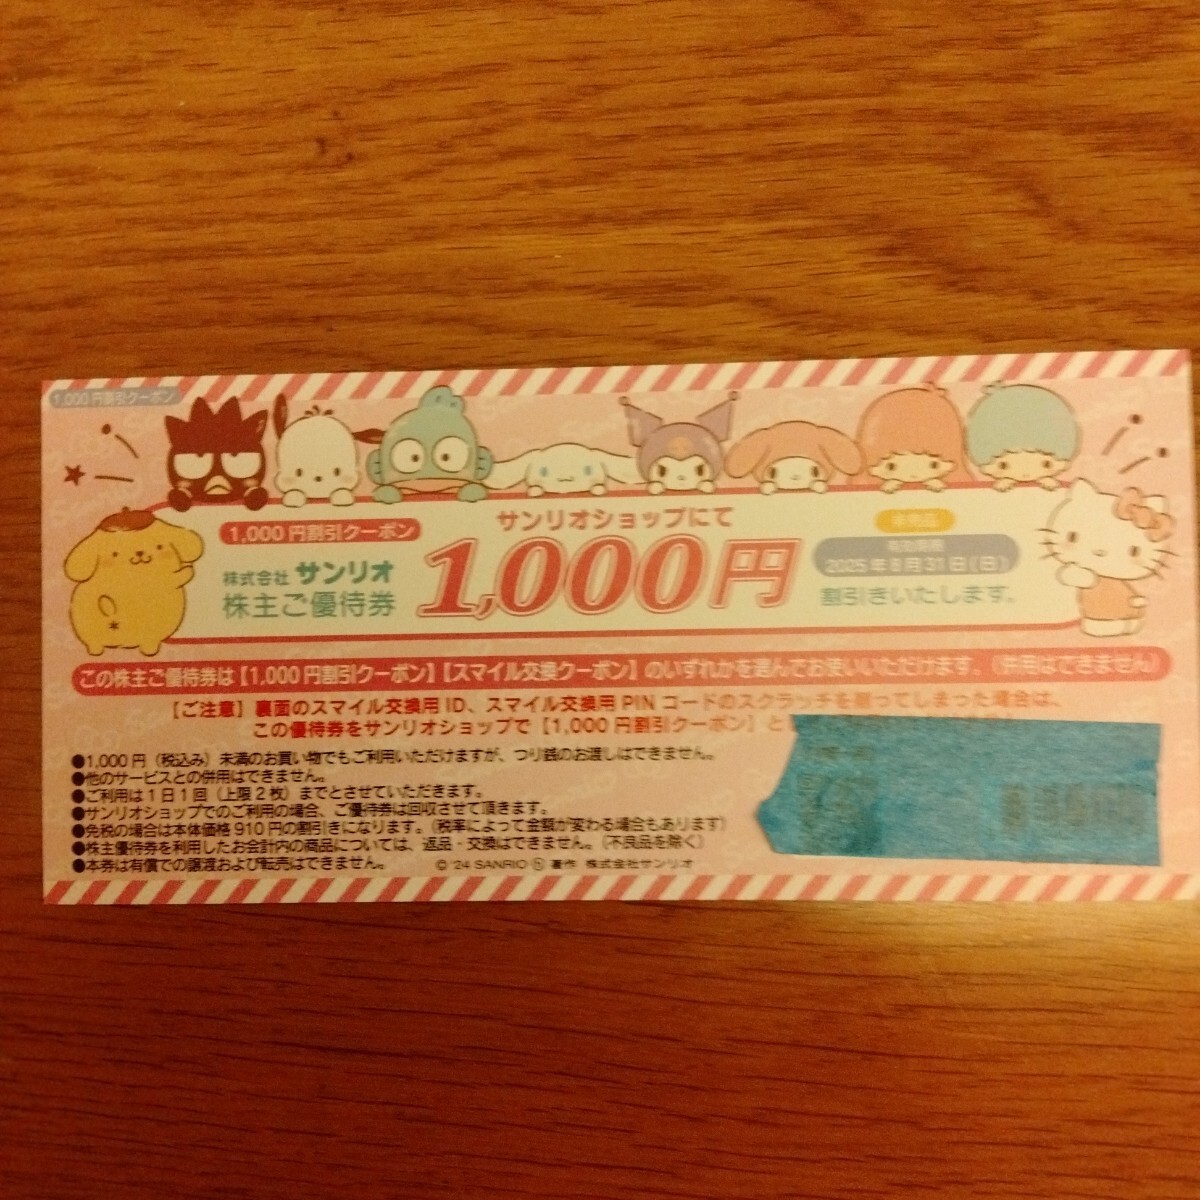 1,000円割引クーポン
1,000円割引クーポン
サンリオショップにて
株式会社 サンリオ
株主ご優待券
1,000円
有効期限
2025年8月31日(日)
割引きいたします。
この株主ご優待券は【1,000円割引クーポン】【スマイル交換クーポン】のいずれかを選んでお使いいただけます。(併用はできません)
【ご注意】裏面のスマイル交換用ID、スマイル交換用PINコードのスクラッチを削ってしまった場合は、
この優待券をサンリオショップで【1,000円割引クーポン】と
●1,000円（税込み）未満のお買い物でもご利用いただけますが、つり銭のお渡しはできません。
●他のサービスとの併用はできません。
●ご利用は1日1回（上限2枚）までとさせていただきます。
●サンリオショップでのご利用の場合、ご優待券は回収させて頂きます。
●免税の場合は本体価格910円の割引きになります。（税率によって金額が変わる場合もあります）
●株主優待券を利用したお会計内の商品については、返品・交換はできません。（不良品を除く）
●本券は有償での譲渡および転売はできません。
© '24 SANRIO Ⓢ 著作 株式会社サンリオ